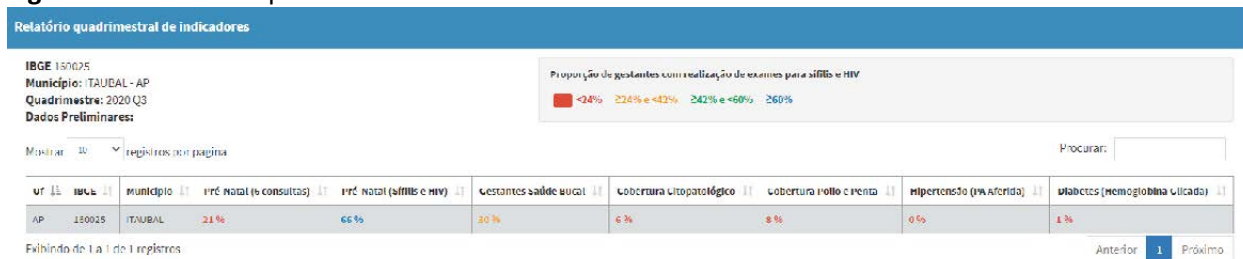 Relatório quadrimestral de indicadores
IBGE 160025
Município: ITAUBAL - AP
Quadrimestre: 2020 Q3
Dados Preliminares:
Proporção de gestantes com realização de exames para sífilis e HIV
<24% ≥24% e <42% ≥42% e <60% ≥60%
Mostrar 10 registros por pagina
Procurar:
UF IBGE Município Pré Natal (6 consultas) Pré Natal (Sífilis e HIV) Gestantes Saúde Bucal Cobertura Citopatológico Cobertura Polio e Penta Hipertensão (PA Aferida) Diabetes (Hemoglobina Glicada)
AP 160025 ITAUBAL 21 % 66 % 30 % 6 % 8 % 0 % 1 %
Exibindo de 1 a 1 de 1 registros
Anterior 1 Próximo